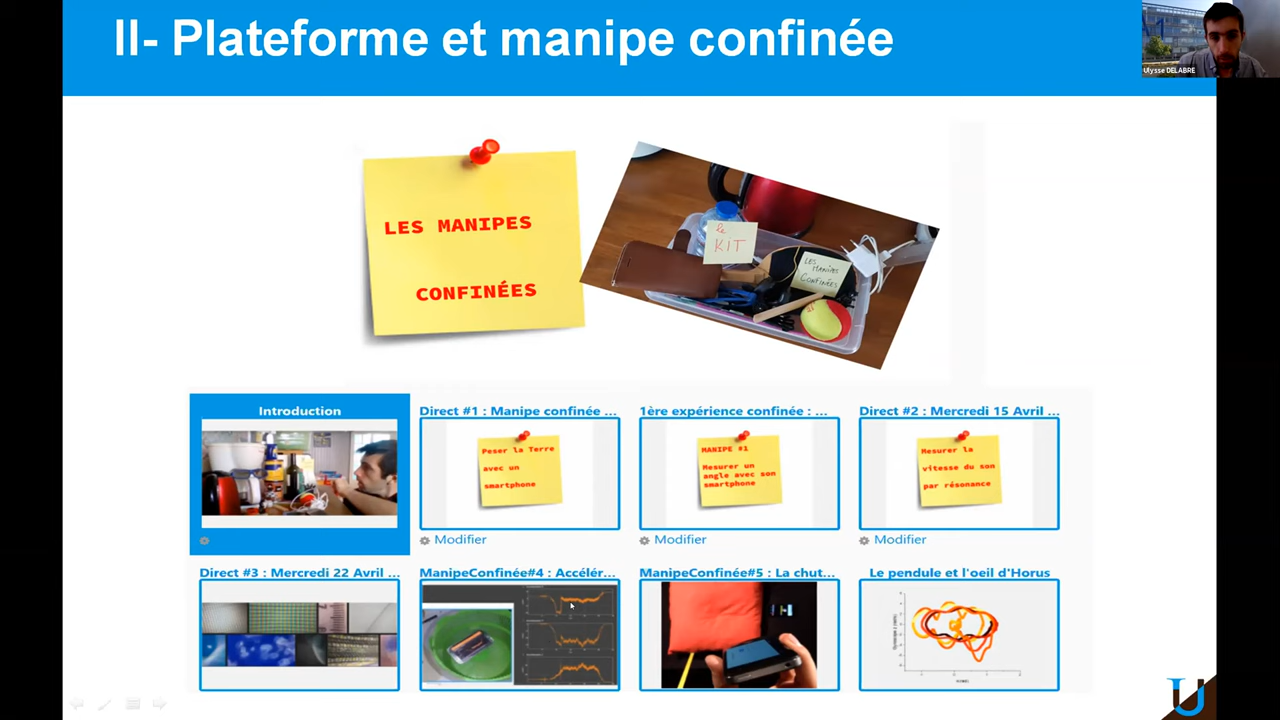 II- Plateforme et manipe confinée
Ulysse DELABRE
LES MANIPES
CONFINÉES
le
KIT
LES
MANIPES
CONFINÉES
Introduction
Direct #1 : Manipe confinée ...
1ère expérience confinée : ...
Direct #2 : Mercredi 15 Avril ...
Peser la Terre
avec un
smartphone
MANIPE #1
Mesurer un
angle avec son
smartphone
Mesurer la
vitesse du son
par résonance
Modifier
Modifier
Modifier
Direct #3 : Mercredi 22 Avril ...
ManipeConfinée#4 : Accélér...
ManipeConfinée#5 : La chut...
Le pendule et l'oeil d'Horus